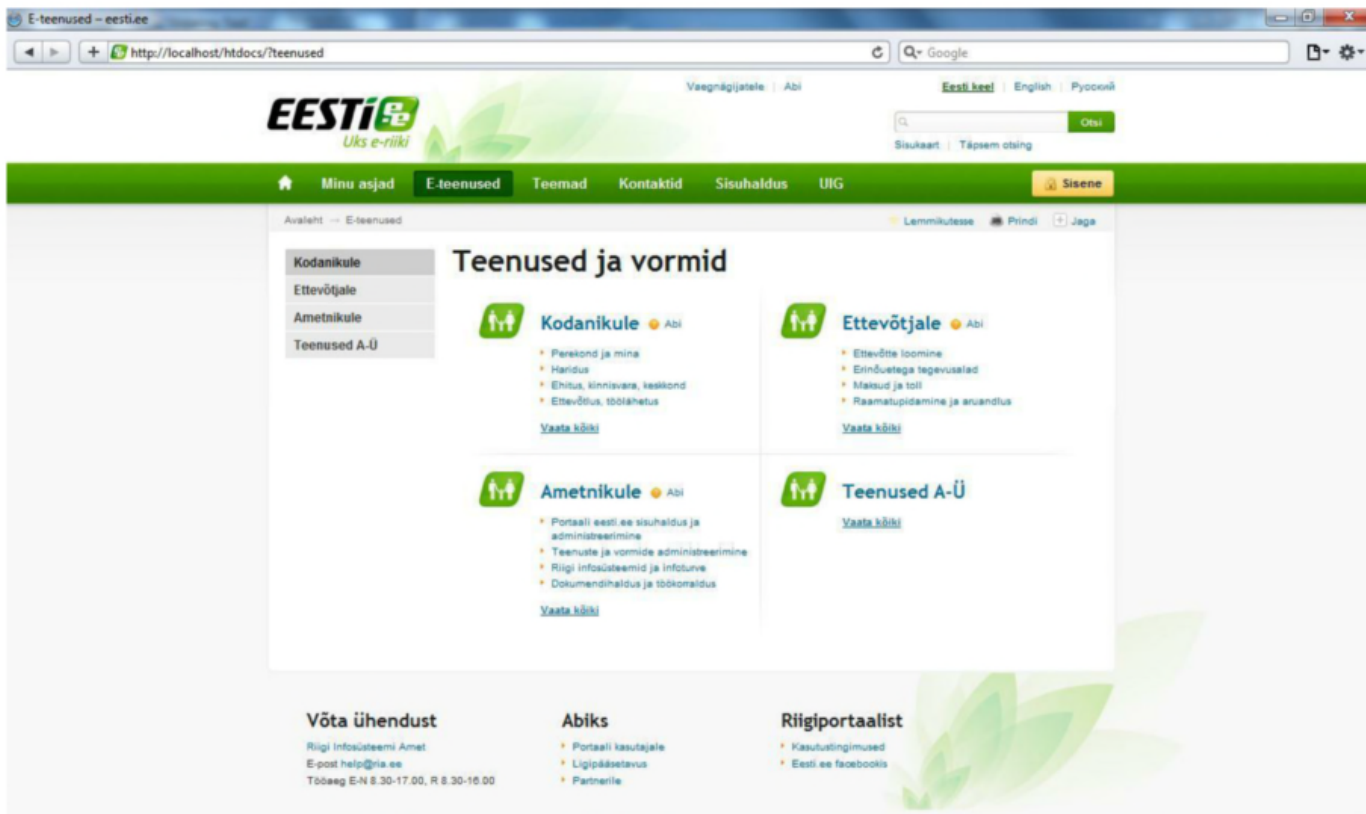 E-teenused – eesti.ee
http://localhost/htdocs/?teenused
Google
Vaegnägijatele Abi
Eesti keel English Русский
EESTi.ee
Uks e-riiki
Otsi
Sisukaart Täpsem otsing
Minu asjad E-teenused Teemad Kontaktid Sisuhaldus UIG Sisene
Avaleht → E-teenused
Lemmikutesse Prindi Jaga
Kodanikule
Ettevõtjale
Ametnikule
Teenused A-Ü
Teenused ja vormid
Kodanikule Abi
Perekond ja mina
Haridus
Ehitus, kinnisvara, keskkond
Ettevõtlus, töölähetus
Vaata kõiki
Ettevõtjale Abi
Ettevõtte loomine
Erinõuetega tegevusalad
Maksud ja toll
Raamatupidamine ja aruandlus
Vaata kõiki
Ametnikule Abi
Portaali eesti.ee sisuhaldus ja
administreerimine
Teenuste ja vormide administreerimine
Riigi infosüsteemid ja infoturve
Dokumendihaldus ja töökorraldus
Vaata kõiki
Teenused A-Ü
Vaata kõiki
Võta ühendust
Riigi Infosüsteemi Amet
E-post help@ria.ee
Tööaeg E-N 8.30-17.00, R 8.30-16.00
Abiks
Portaali kasutajale
Ligipääsetavus
Partnerile
Riigiportaalist
Kasutustingimused
Eesti.ee facebookis